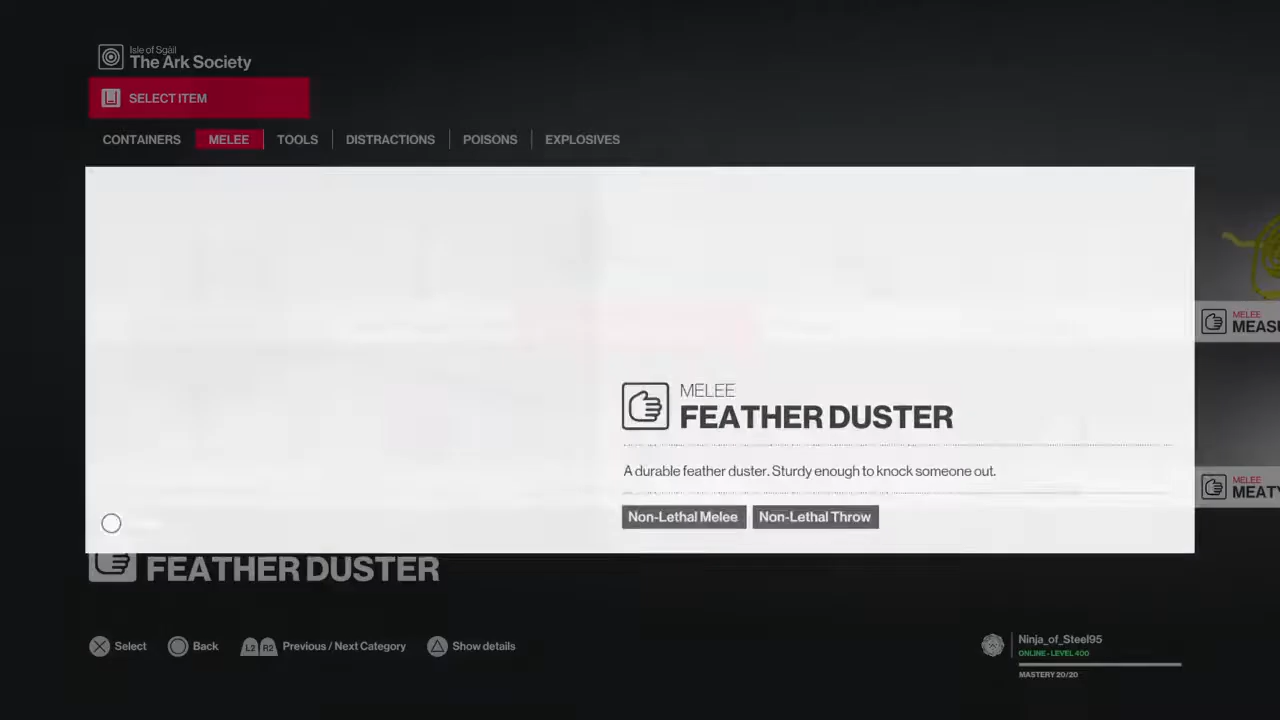 Isle of Sgàil
The Ark Society
SELECT ITEM
CONTAINERS MELEE TOOLS DISTRACTIONS POISONS EXPLOSIVES
MELEE
MEASU
MELEE
FEATHER DUSTER
A durable feather duster. Sturdy enough to knock someone out.
MELEE
MEATY
Non-Lethal Melee Non-Lethal Throw
FEATHER DUSTER
Select Back L2 R2 Previous / Next Category Show details
Ninja_of_Steel95
ONLINE - LEVEL 400
MASTERY 20/20